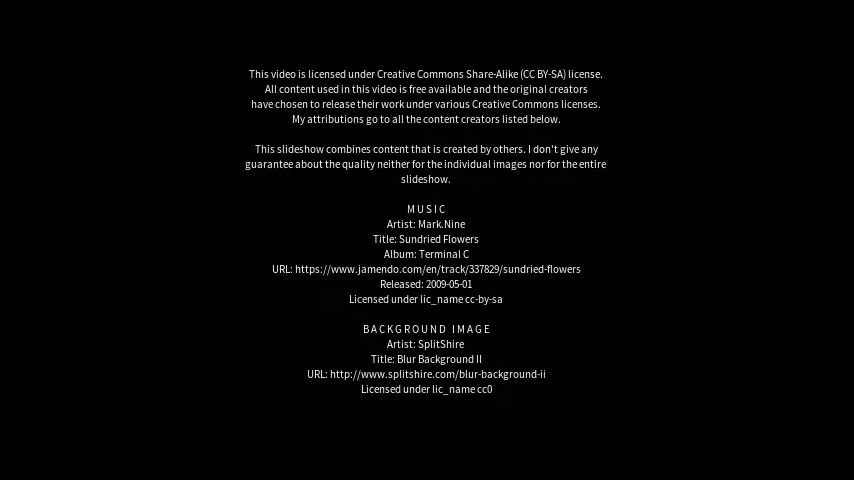 This video is licensed under Creative Commons Share-Alike (CC BY-SA) license.
All content used in this video is free available and the original creators
have chosen to release their work under various Creative Commons licenses.
My attributions go to all the content creators listed below.
This slideshow combines content that is created by others. I don't give any
guarantee about the quality neither for the individual images nor for the entire
slideshow.
MUSIC
Artist: Mark.Nine
Title: Sundried Flowers
Album: Terminal C
URL: https://www.jamendo.com/en/track/337829/sundried-flowers
Released: 2009-05-01
Licensed under lic_name cc-by-sa
BACKGROUND IMAGE
Artist: SplitShire
Title: Blur Background II
URL: http://www.splitshire.com/blur-background-ii
Licensed under lic_name cc0